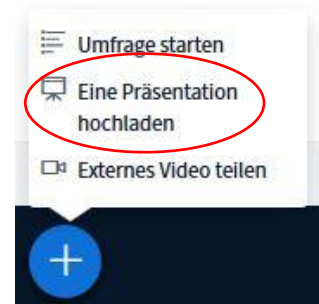 Umfrage starten
Eine Präsentation
hochladen
Externes Video teilen